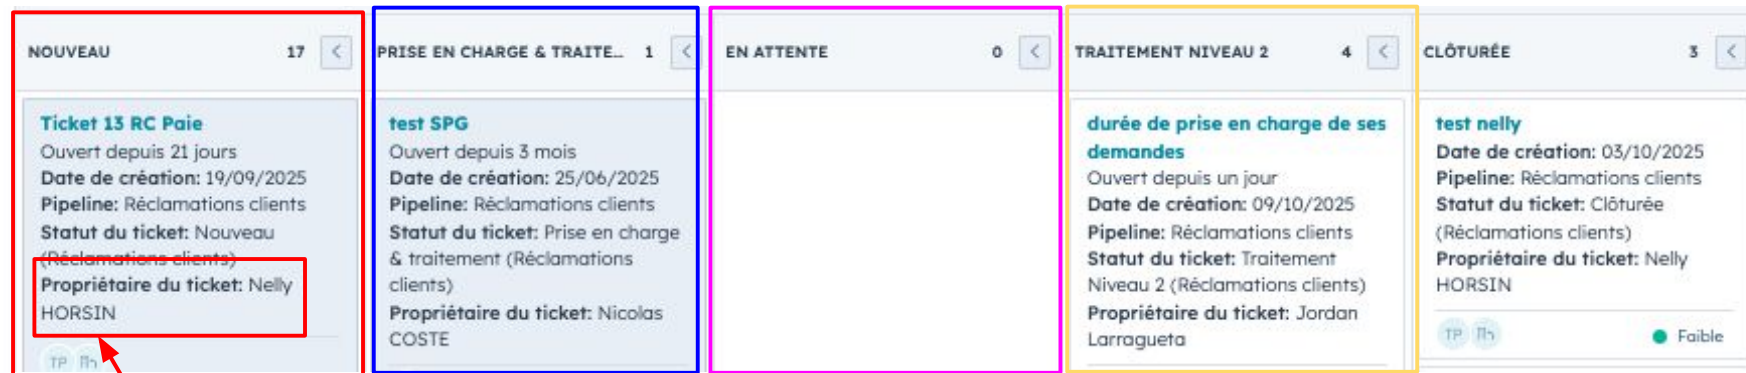 NOUVEAU 17
Ticket 13 RC Paie
Ouvert depuis 21 jours
Date de création: 19/09/2025
Pipeline: Réclamations clients
Statut du ticket: Nouveau
(Réclamations clients)
Propriétaire du ticket: Nelly
HORSIN
TP
PRISE EN CHARGE & TRAITE... 1
test SPG
Ouvert depuis 3 mois
Date de création: 25/06/2025
Pipeline: Réclamations clients
Statut du ticket: Prise en charge
& traitement (Réclamations
clients)
Propriétaire du ticket: Nicolas
COSTE
EN ATTENTE 0
TRAITEMENT NIVEAU 2 4
durée de prise en charge de ses
demandes
Ouvert depuis un jour
Date de création: 09/10/2025
Pipeline: Réclamations clients
Statut du ticket: Traitement
Niveau 2 (Réclamations clients)
Propriétaire du ticket: Jordan
Larragueta
CLÔTURÉE 3
test nelly
Date de création: 03/10/2025
Pipeline: Réclamations clients
Statut du ticket: Clôturée
(Réclamations clients)
Propriétaire du ticket: Nelly
HORSIN
TP Faible